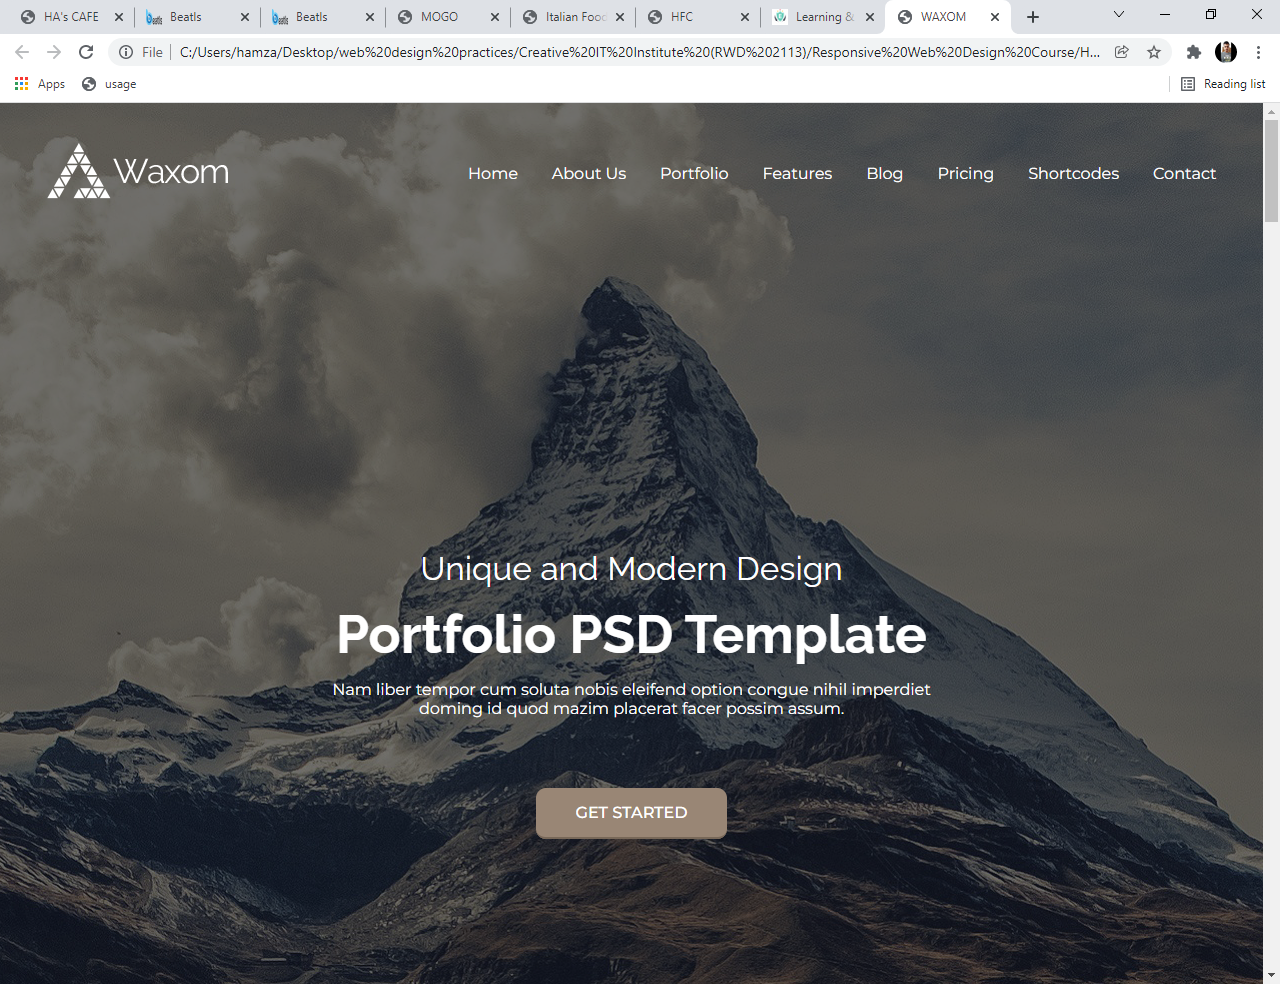 HA's CAFE
Beatls
Beatls
MOGO
Italian Food
HFC
Learning &
WAXOM
File
C:/Users/hamza/Desktop/web%20design%20practices/Creative%20IT%20Institute%20(RWD%202113)/Responsive%20Web%20Design%20Course/H...
Apps
usage
Reading list
Waxom
Home About Us Portfolio Features Blog Pricing Shortcodes Contact
Unique and Modern Design
Portfolio PSD Template
Nam liber tempor cum soluta nobis eleifend option congue nihil imperdiet
doming id quod mazim placerat facer possim assum.
GET STARTED